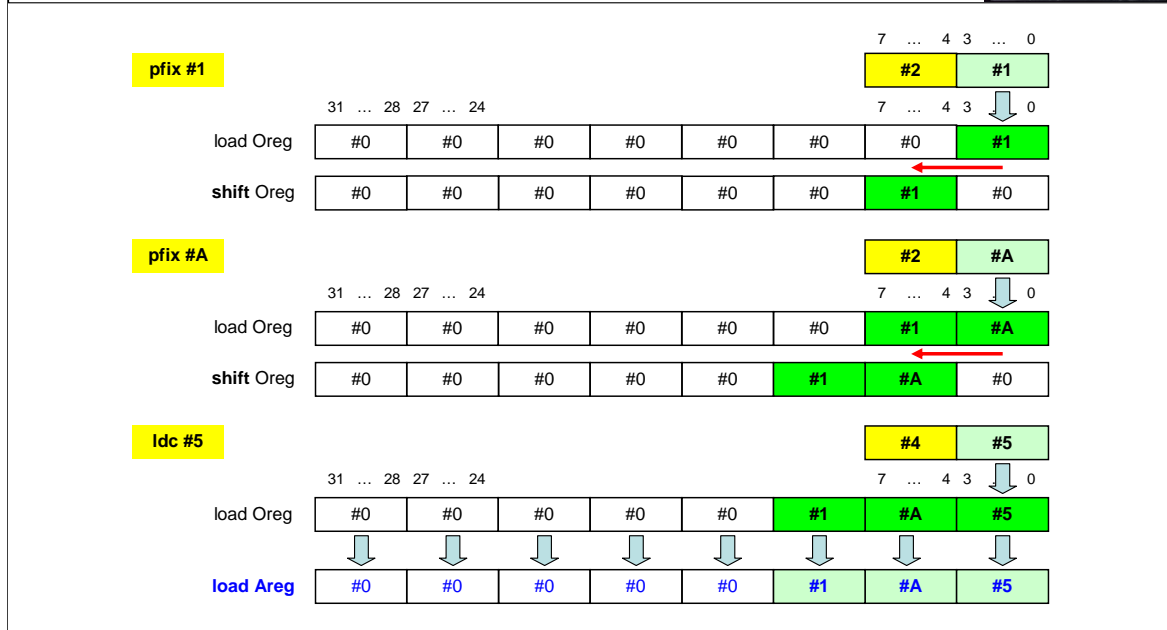 7 … 4 3 … 0
pfix #1 #2 #1
31 … 28 27 … 24 7 … 4 3 0
load Oreg #0 #0 #0 #0 #0 #0 #0 #1
shift Oreg #0 #0 #0 #0 #0 #0 #1 #0
pfix #A #2 #A
31 … 28 27 … 24 7 … 4 3 0
load Oreg #0 #0 #0 #0 #0 #0 #1 #A
shift Oreg #0 #0 #0 #0 #0 #1 #A #0
ldc #5 #4 #5
31 … 28 27 … 24 7 … 4 3 0
load Oreg #0 #0 #0 #0 #0 #1 #A #5
load Areg #0 #0 #0 #0 #0 #1 #A #5